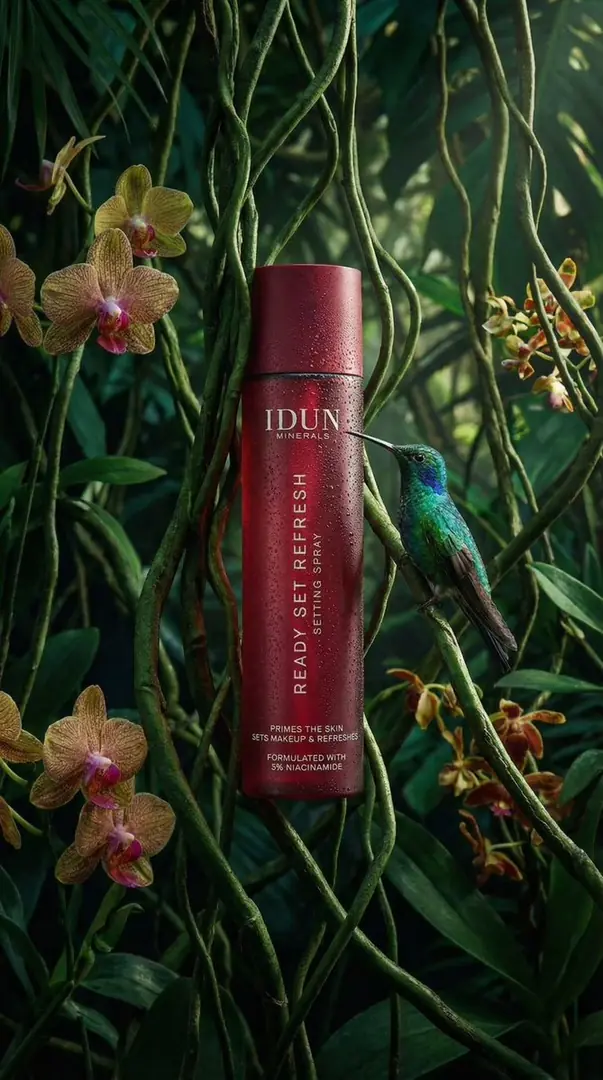 IDUN
MINERALS
READY SET REFRESH
SETTING SPRAY
PRIMES THE SKIN
SETS MAKEUP & REFRESHES
FORMULATED WITH
5% NIACINAMIDE